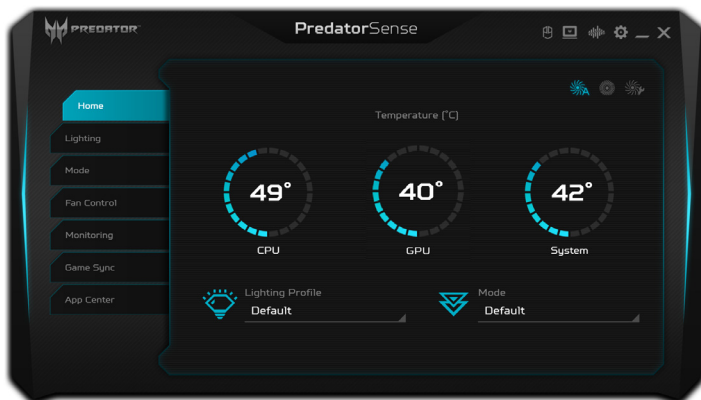 PREDATOR
PredatorSense
Home
Lighting
Mode
Fan Control
Monitoring
Game Sync
App Center
A
Temperature (°C)
49°
CPU
40°
GPU
42°
System
Lighting Profile
Default
Mode
Default